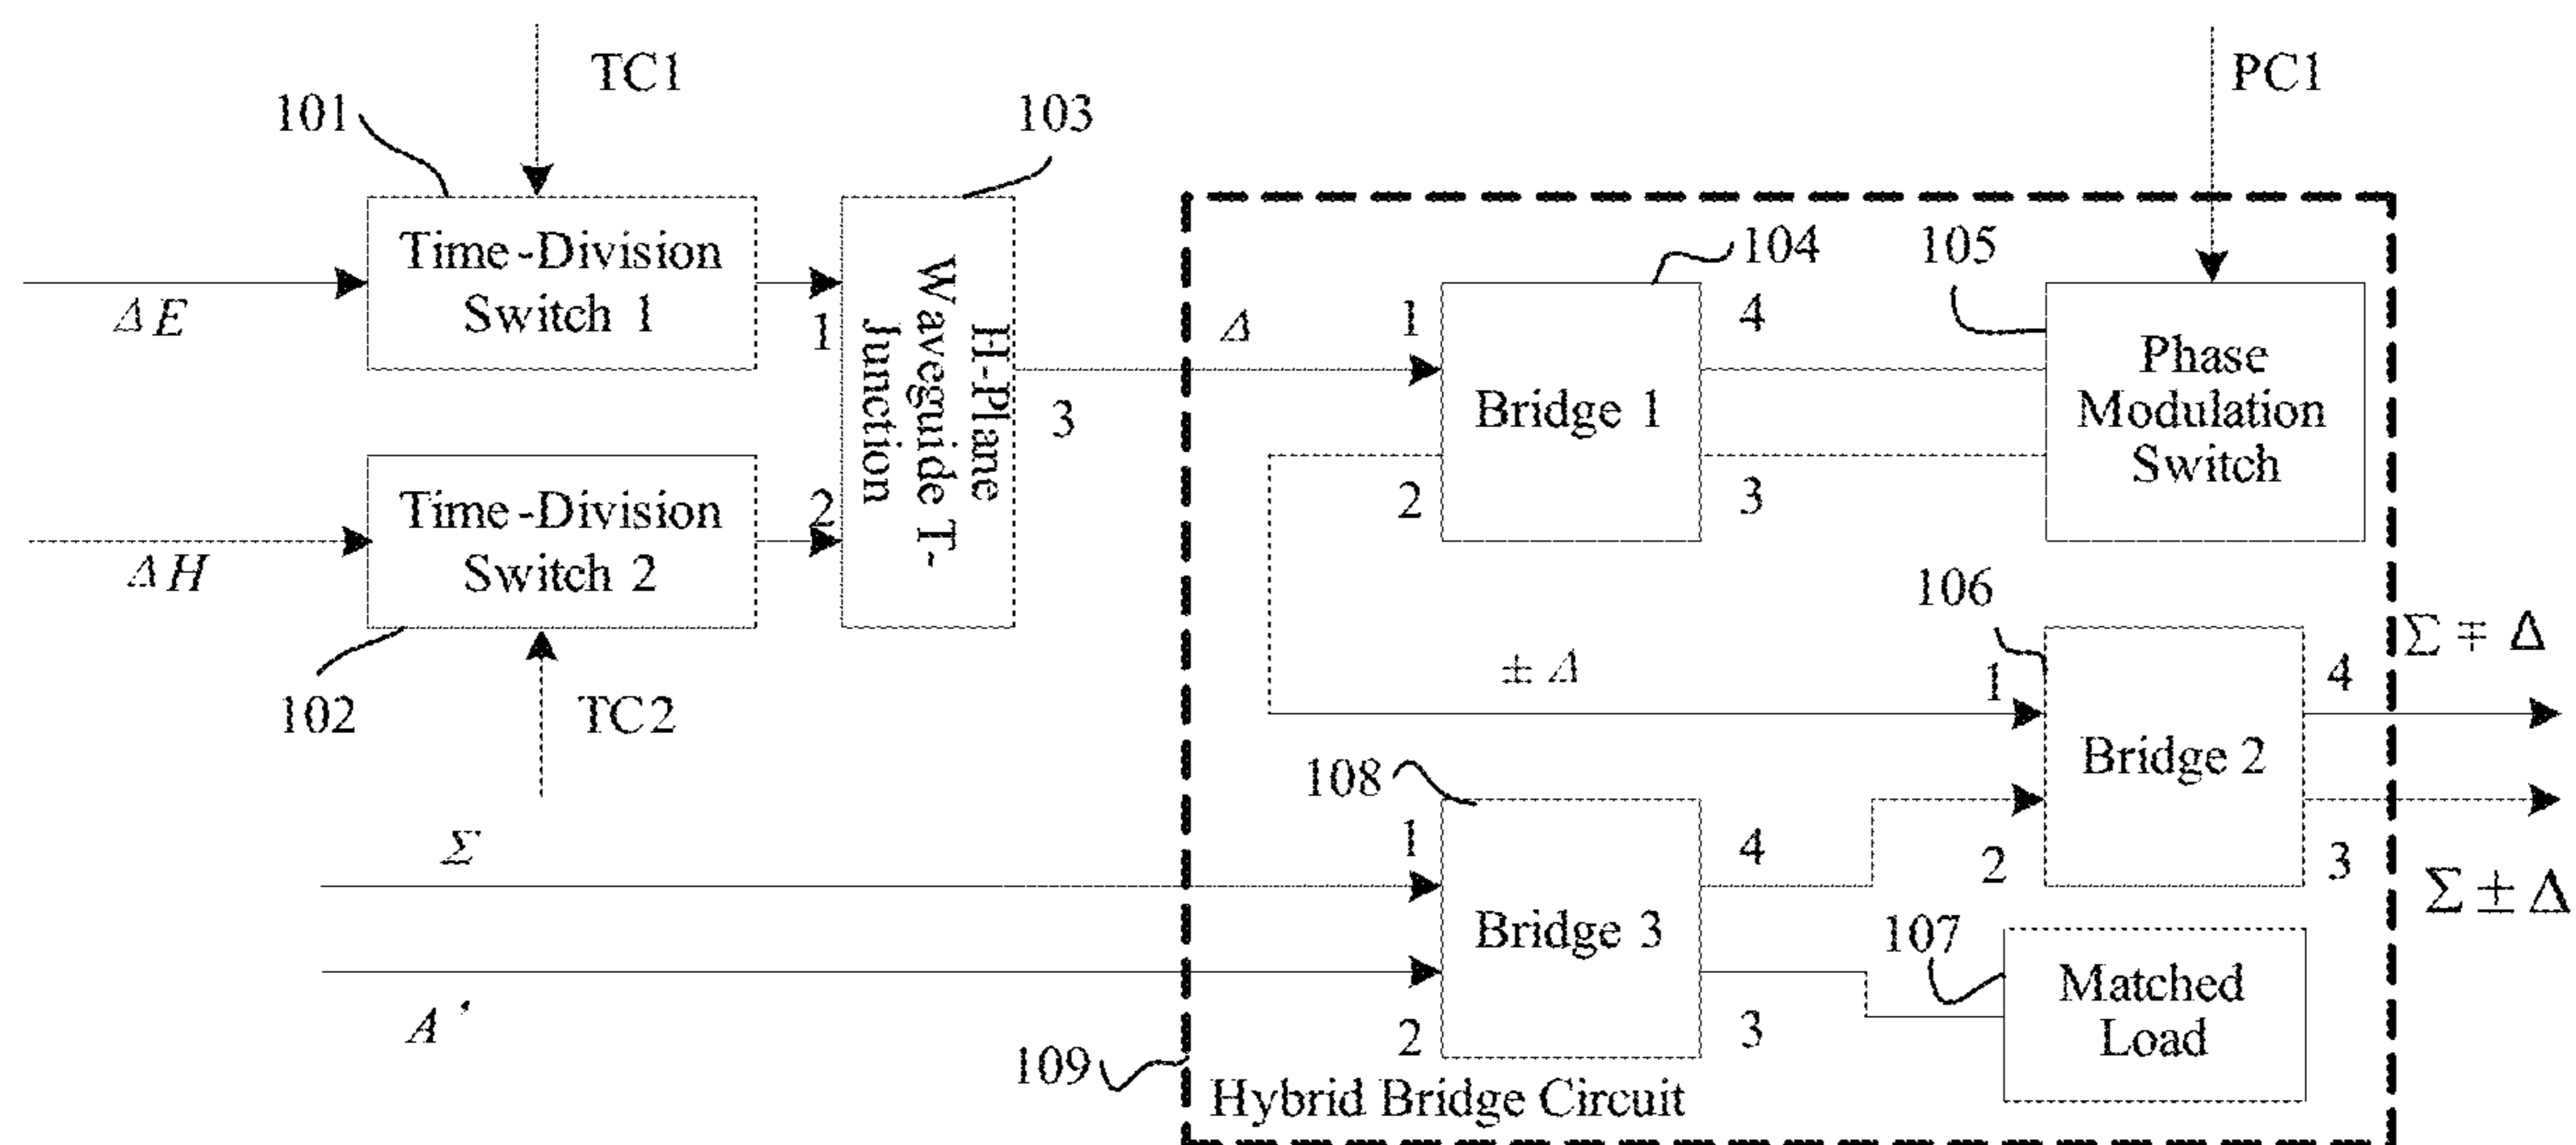 TC1
PC1
101
103
Time-Division
Switch 1
ΔE
1
H-Plane
Waveguide T-
Junction
3
Δ
104
105
1
4
Bridge 1
2
3
Phase
Modulation
Switch
Time-Division
Switch 2
ΔH
2
102
TC2
106
± Δ
1
4
Bridge 2
2
3
Σ ∓ Δ
Σ ± Δ
Σ
A'
108
1
4
Bridge 3
2
3
107
Matched
Load
109
Hybrid Bridge Circuit